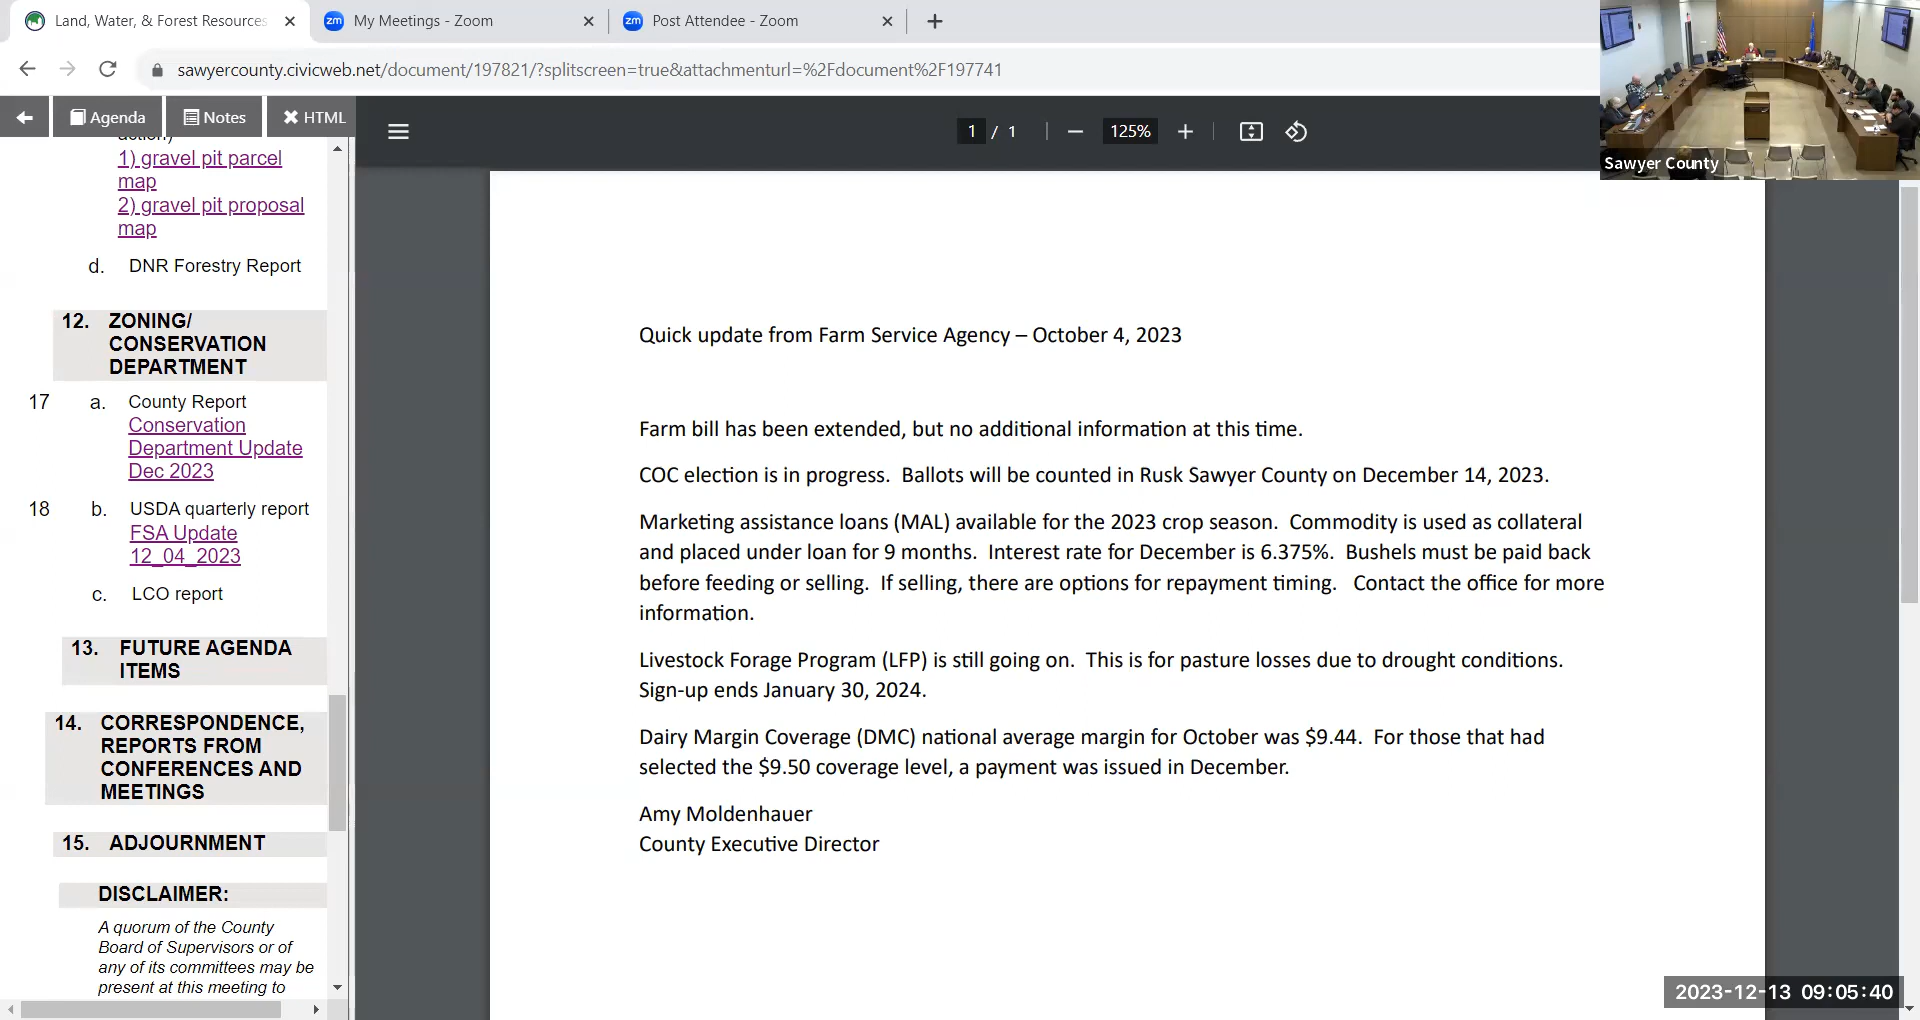 Land, Water, & Forest Resources
My Meetings - Zoom
Post Attendee - Zoom
sawyercounty.civicweb.net/document/197821/?splitscreen=true&attachmenturl=%2Fdocument%2F197741
Agenda
Notes
HTML
1 / 1
125%
Sawyer County
action)
1) gravel pit parcel
map
2) gravel pit proposal
map
d. DNR Forestry Report
12. ZONING/
CONSERVATION
DEPARTMENT
17 a. County Report
Conservation
Department Update
Dec 2023
18 b. USDA quarterly report
FSA Update
12_04_2023
c. LCO report
13. FUTURE AGENDA
ITEMS
14. CORRESPONDENCE,
REPORTS FROM
CONFERENCES AND
MEETINGS
15. ADJOURNMENT
DISCLAIMER:
A quorum of the County
Board of Supervisors or of
any of its committees may be
present at this meeting to
Quick update from Farm Service Agency – October 4, 2023
Farm bill has been extended, but no additional information at this time.
COC election is in progress.  Ballots will be counted in Rusk Sawyer County on December 14, 2023.
Marketing assistance loans (MAL) available for the 2023 crop season.  Commodity is used as collateral
and placed under loan for 9 months.  Interest rate for December is 6.375%.  Bushels must be paid back
before feeding or selling.  If selling, there are options for repayment timing.   Contact the office for more
information.
Livestock Forage Program (LFP) is still going on.  This is for pasture losses due to drought conditions.
Sign-up ends January 30, 2024.
Dairy Margin Coverage (DMC) national average margin for October was $9.44.  For those that had
selected the $9.50 coverage level, a payment was issued in December.
Amy Moldenhauer
County Executive Director
2023-12-13 09:05:40